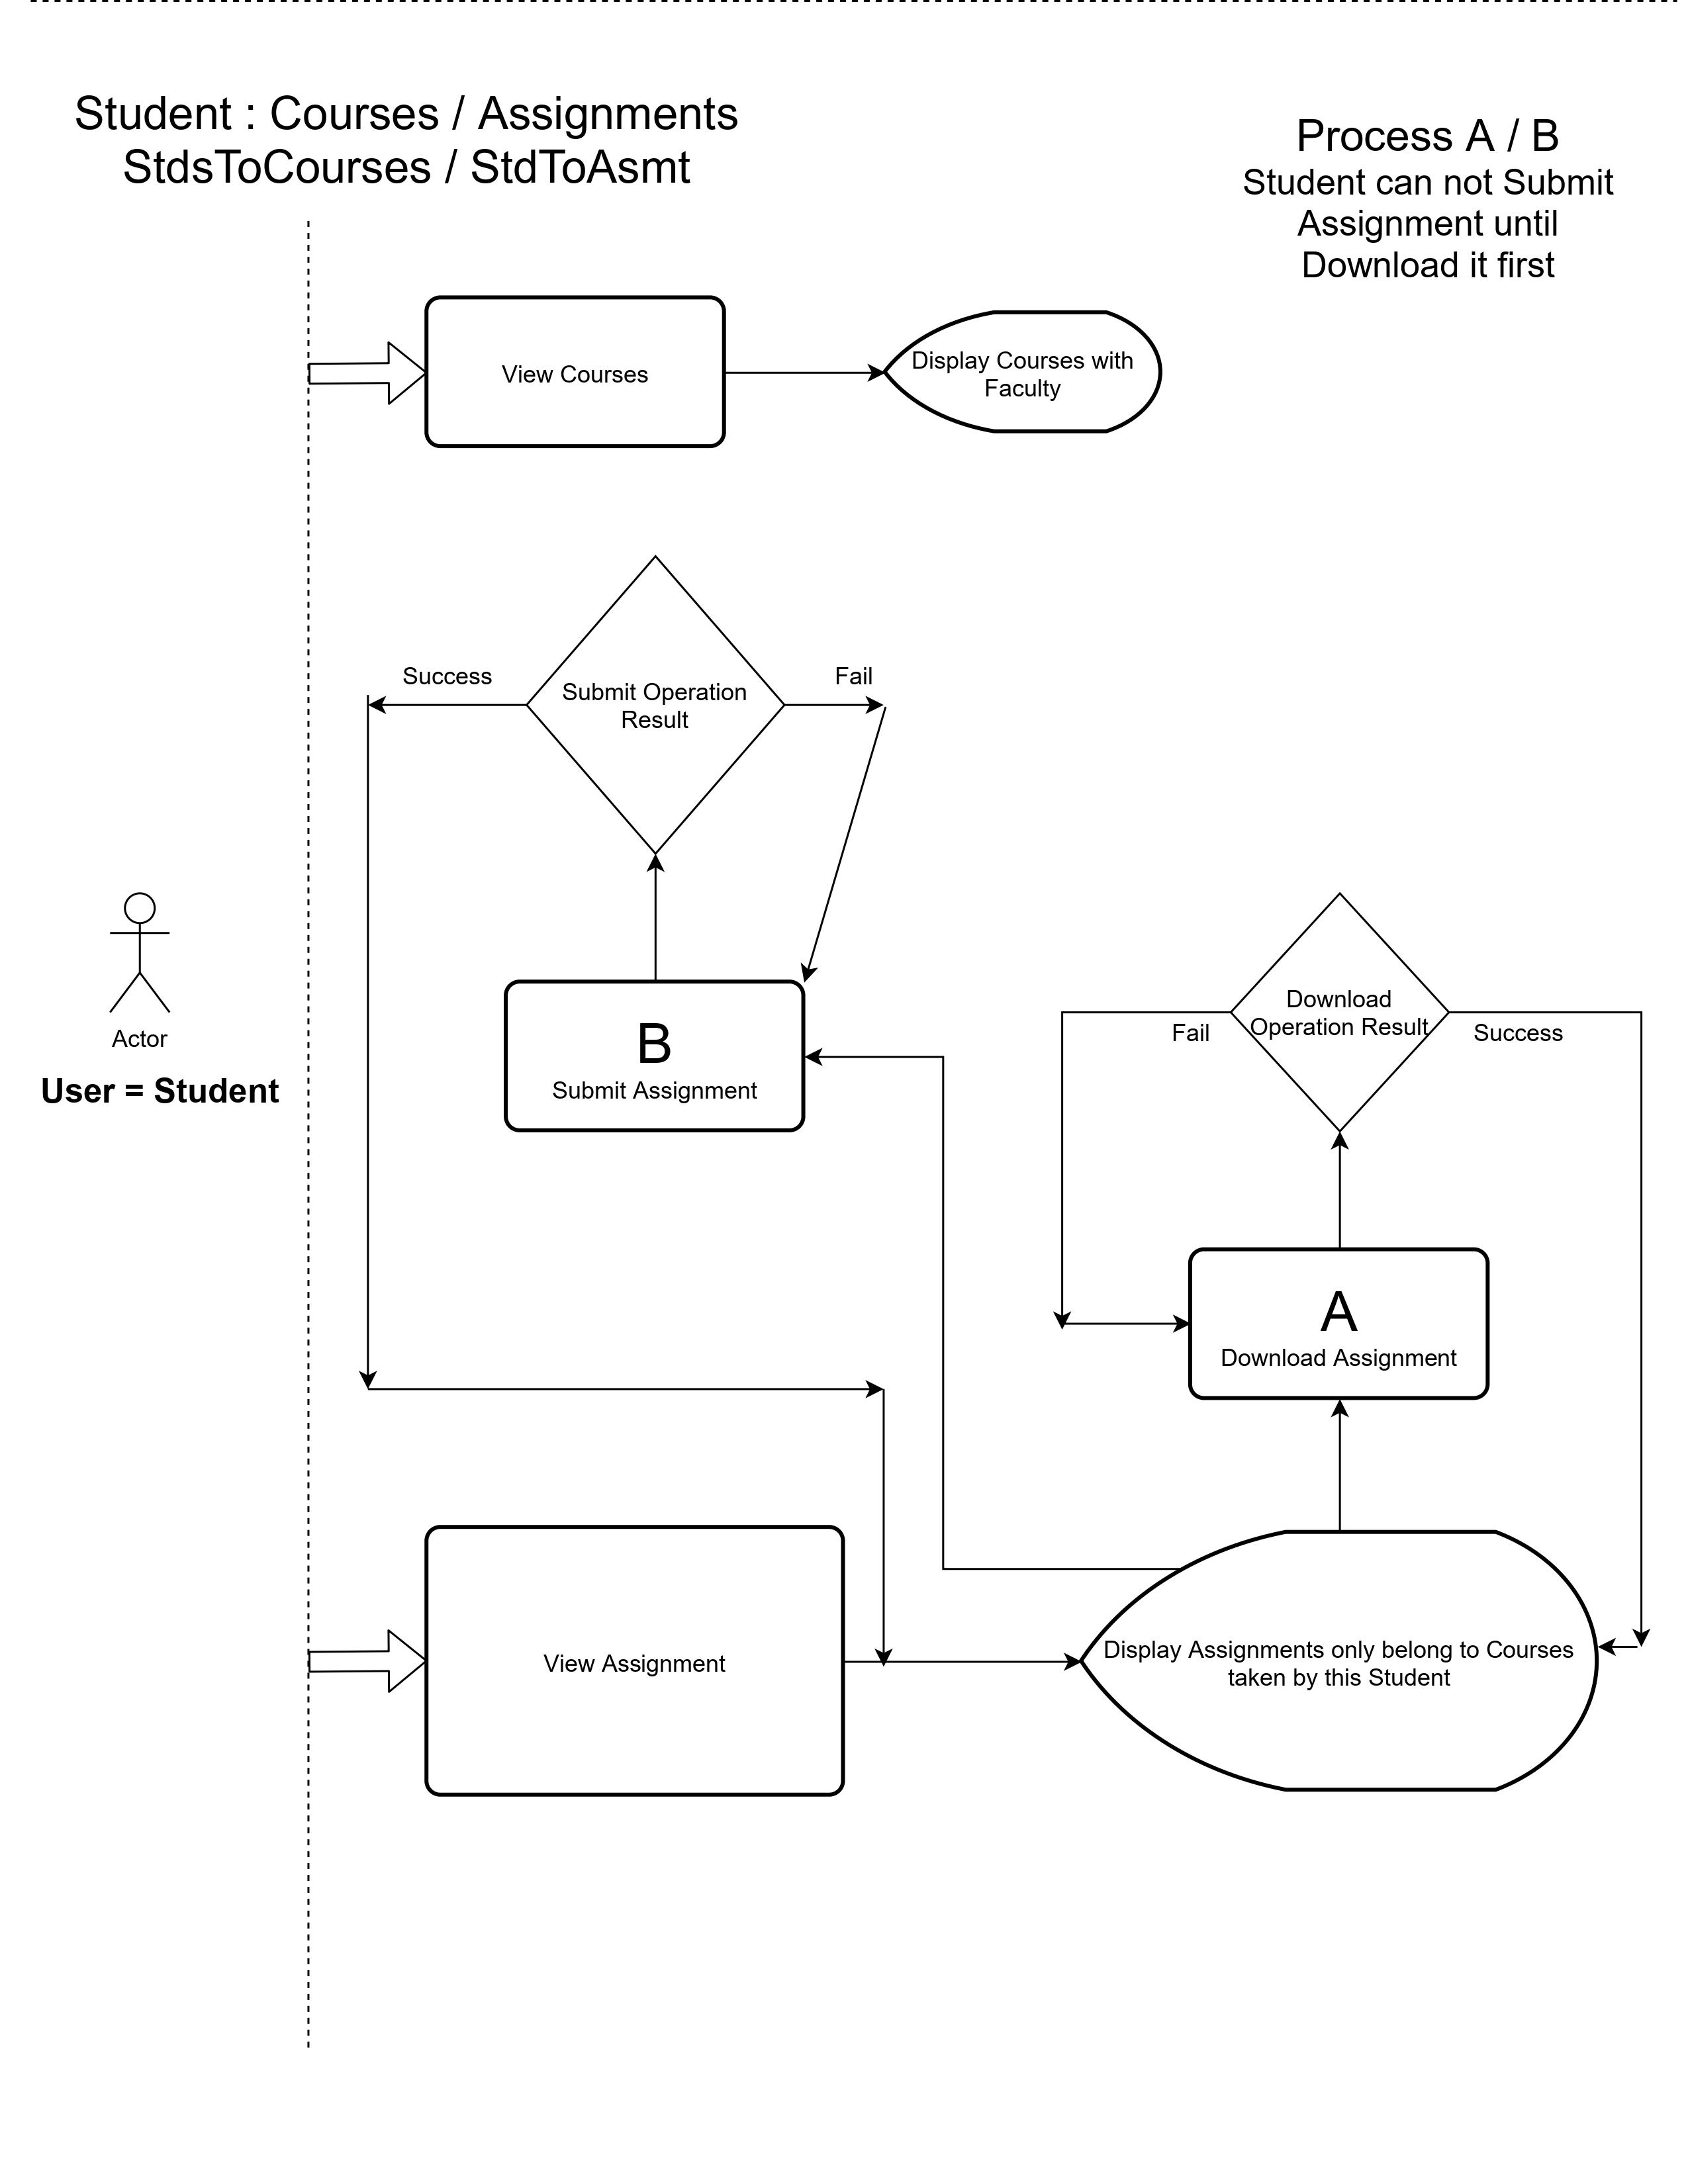 Student : Courses / Assignments
StdsToCourses / StdToAsmt
Process A / B
Student can not Submit
Assignment until
Download it first
View Courses
Display Courses with
Faculty
Success
Fail
Submit Operation
Result
Actor
User = Student
B
Submit Assignment
Download
Operation Result
Fail
Success
A
Download Assignment
View Assignment
Display Assignments only belong to Courses
taken by this Student